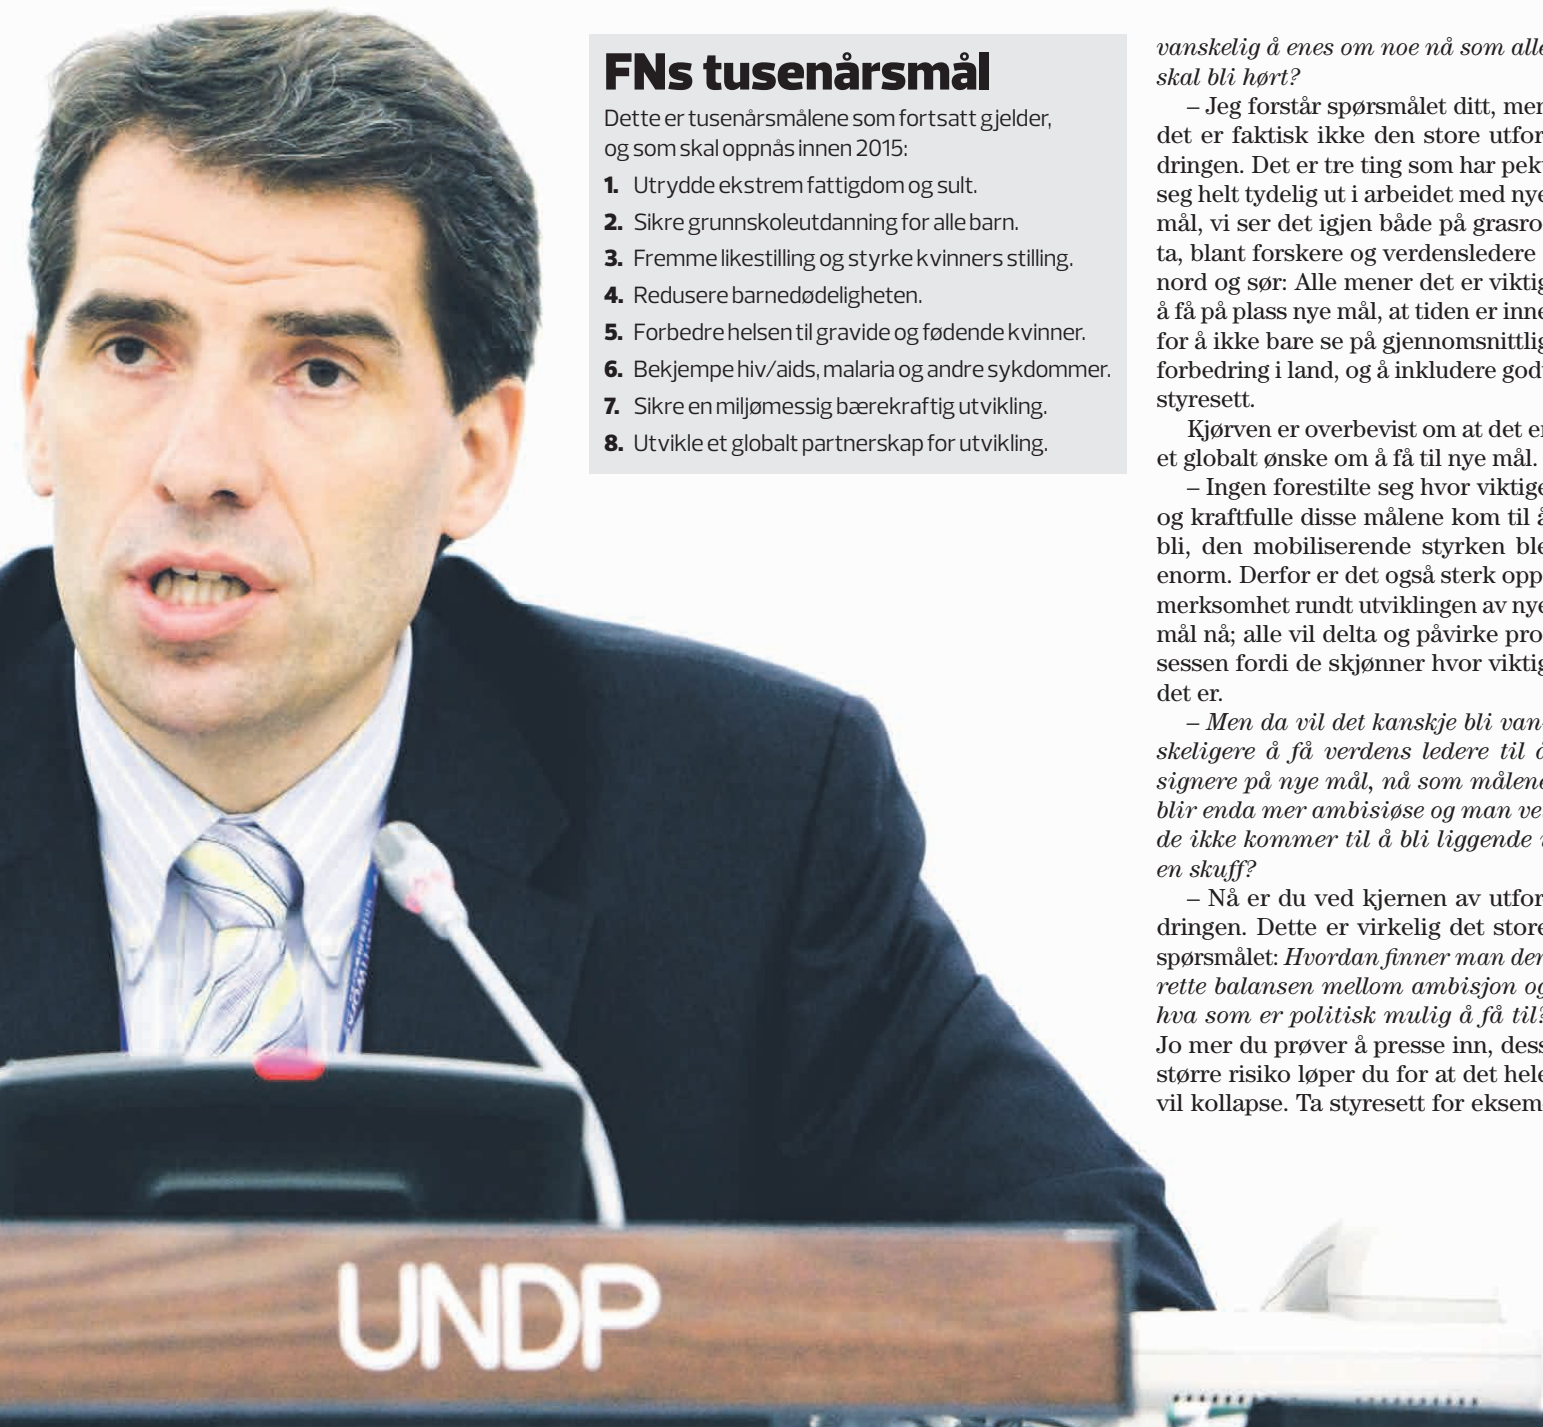 FNs tusenårsmål
Dette er tusenårsmålene som fortsatt gjelder,
og som skal oppnås innen 2015:
1. Utrydde ekstrem fattigdom og sult.
2. Sikre grunnskoleutdanning for alle barn.
3. Fremme likestilling og styrke kvinners stilling.
4. Redusere barnedødeligheten.
5. Forbedre helsen til gravide og fødende kvinner.
6. Bekjempe hiv/aids, malaria og andre sykdommer.
7. Sikre en miljømessig bærekraftig utvikling.
8. Utvikle et globalt partnerskap for utvikling.
vanskelig å enes om noe nå som alle
skal bli hørt?
– Jeg forstår spørsmålet ditt, men
det er faktisk ikke den store utfor
dringen. Det er tre ting som har pekt
seg helt tydelig ut i arbeidet med nye
mål, vi ser det igjen både på grasro
ta, blant forskere og verdensledere
nord og sør: Alle mener det er viktig
å få på plass nye mål, at tiden er inne
for å ikke bare se på gjennomsnittlig
forbedring i land, og å inkludere godt
styresett.
Kjørven er overbevist om at det er
et globalt ønske om å få til nye mål.
– Ingen forestilte seg hvor viktige
og kraftfulle disse målene kom til å
bli, den mobiliserende styrken ble
enorm. Derfor er det også sterk opp
merksomhet rundt utviklingen av nye
mål nå; alle vil delta og påvirke pro
sessen fordi de skjønner hvor viktig
det er.
– Men da vil det kanskje bli van
skeligere å få verdens ledere til å
signere på nye mål, nå som målene
blir enda mer ambisiøse og man vet
de ikke kommer til å bli liggende i
en skuff?
– Nå er du ved kjernen av utfor
dringen. Dette er virkelig det store
spørsmålet: Hvordan finner man den
rette balansen mellom ambisjon og
hva som er politisk mulig å få til?
Jo mer du prøver å presse inn, dess
større risiko løper du for at det hele
vil kollapse. Ta styresett for eksem
UNDP